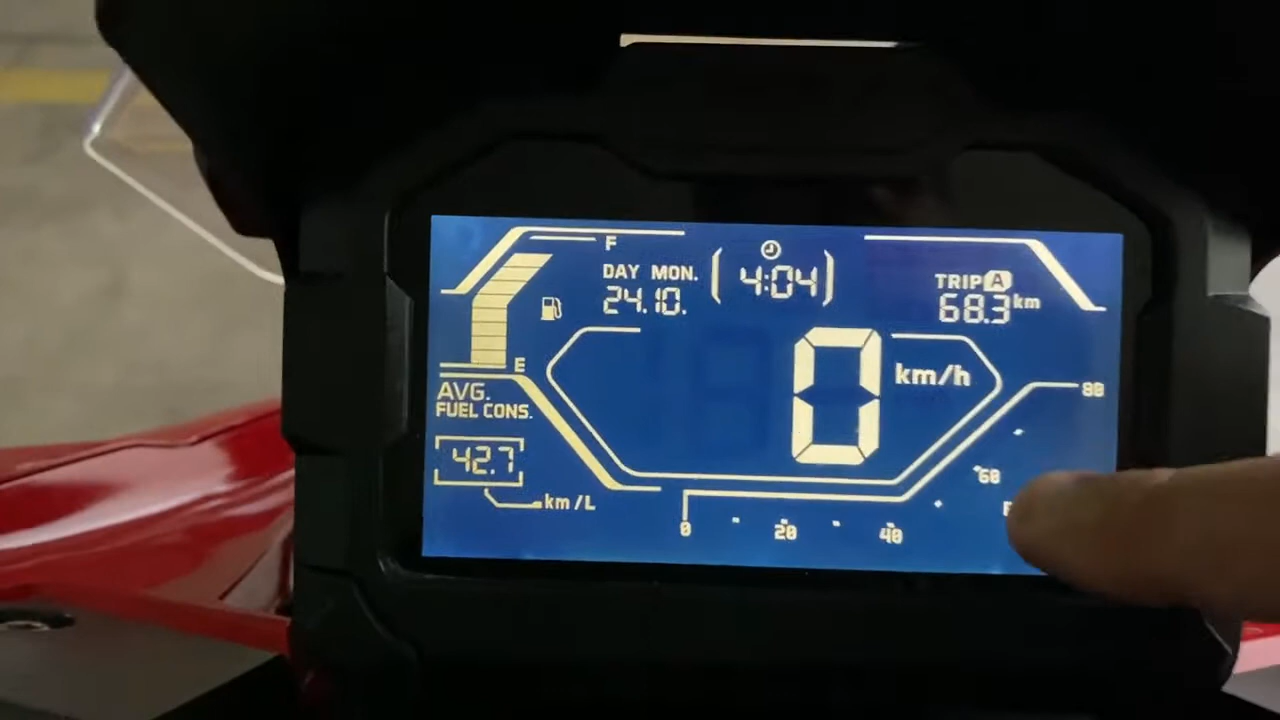 F
DAY MON.
24.10.
4:04
TRIP A
68.3 km
E
AVG.
FUEL CONS.
42.7
km/L
0 km/h
0 20 40 60 80